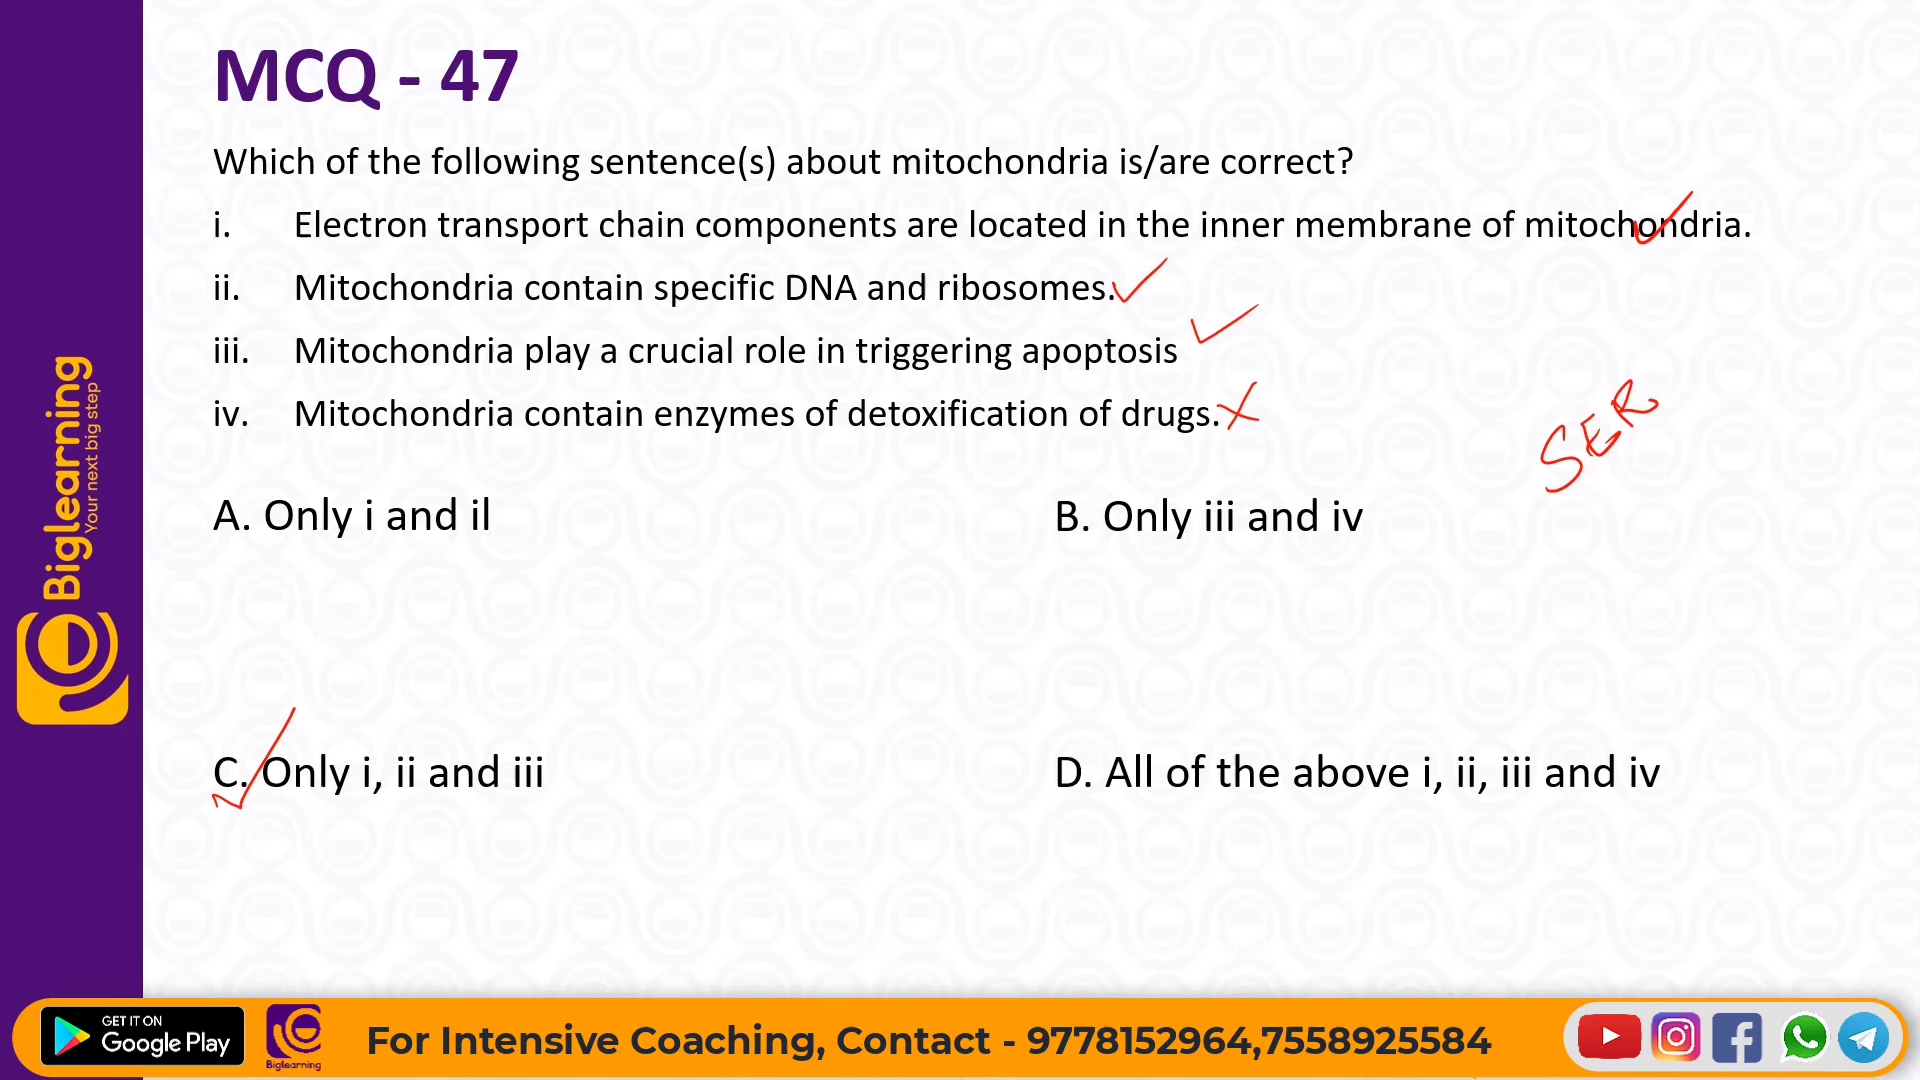 MCQ - 47
Which of the following sentence(s) about mitochondria is/are correct?
i. Electron transport chain components are located in the inner membrane of mitochondria.
ii. Mitochondria contain specific DNA and ribosomes.
iii. Mitochondria play a crucial role in triggering apoptosis
iv. Mitochondria contain enzymes of detoxification of drugs.
SER
A. Only i and il
B. Only iii and iv
C. Only i, ii and iii
D. All of the above i, ii, iii and iv
Biglearning
Your next big step
GET IT ON
Google Play
Biglearning
For Intensive Coaching, Contact - 9778152964,7558925584